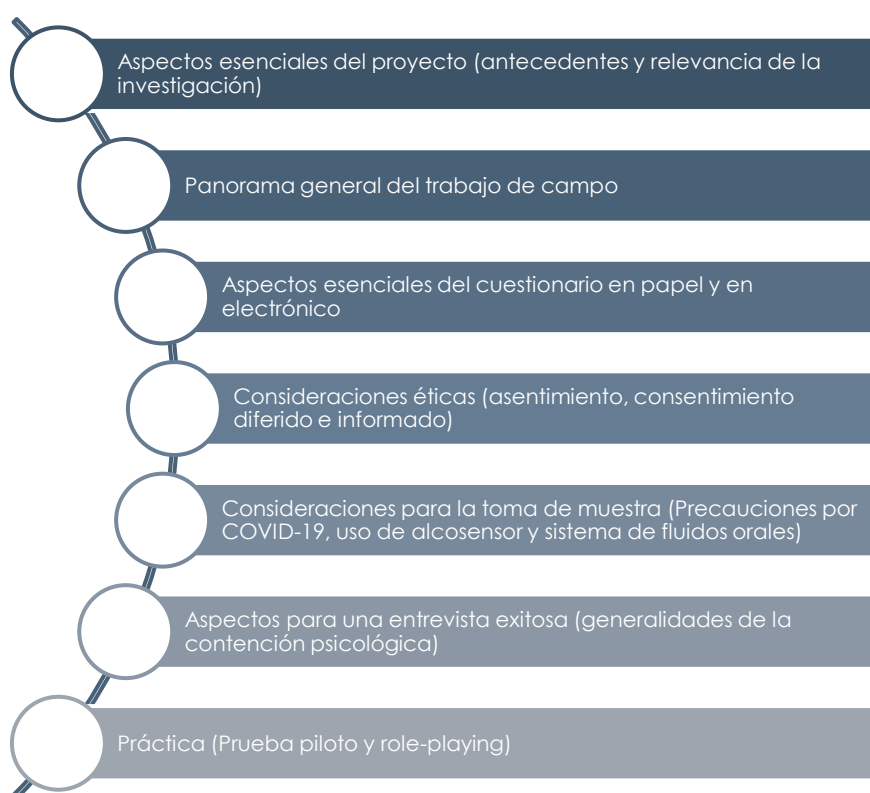 Aspectos esenciales del proyecto (antecedentes y relevancia de la
investigación)
Panorama general del trabajo de campo
Aspectos esenciales del cuestionario en papel y en
electrónico
Consideraciones éticas (asentimiento, consentimiento
diferido e informado)
Consideraciones para la toma de muestra (Precauciones por
COVID-19, uso de alcosensor y sistema de fluidos orales)
Aspectos para una entrevista exitosa (generalidades de la
contención psicológica)
Práctica (Prueba piloto y role-playing)